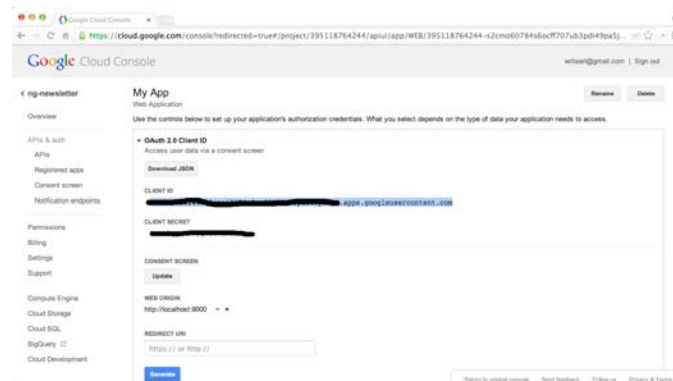 Google Cloud Console
https://cloud.google.com/console?redirected=true#/project/395118764244/apiui/app/WEB/395118764244-s2cmo60784s6ocff707ub3pdi49pa5j...
Google Cloud Console
Sign out
< ng-newsletter
My App
Rename
Delete
Web Application
Overview
Use the controls below to set up your application's authorization credentials. What you select depends on the type of data your application needs to access.
APIs & auth
OAuth 2.0 Client ID
Access user data via a consent screen
APIs
Registered apps
Download JSON
Consent screen
CLIENT ID
Notification endpoints
.apps.googleusercontent.com
CLIENT SECRET
Permissions
Billing
Settings
CONSENT SCREEN
Support
Update
Compute Engine
WEB ORIGIN
Cloud Storage
http://localhost:9000
Cloud SQL
REDIRECT URI
BigQuery
https:// or http://
Cloud Development
Generate
Return to original console
Send feedback
Follow us
Privacy & Terms